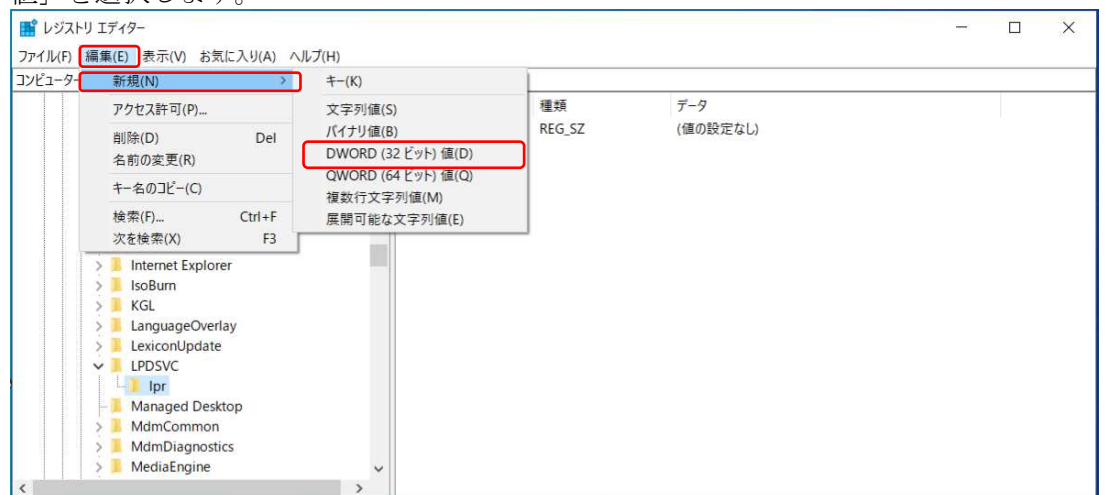 値」を選択します。
レジストリ エディター
ファイル(F) 編集(E) 表示(V) お気に入り(A) ヘルプ(H)
コンピューター
新規(N) >
アクセス許可(P)...
削除(D) Del
名前の変更(R)
キー名のコピー(C)
検索(F)... Ctrl+F
次を検索(X) F3
キー(K)
文字列値(S)
バイナリ値(B)
DWORD (32 ビット) 値(D)
QWORD (64 ビット) 値(Q)
複数行文字列値(M)
展開可能な文字列値(E)
種類 データ
REG_SZ (値の設定なし)
Internet Explorer
IsoBurn
KGL
LanguageOverlay
LexiconUpdate
LPDSVC
lpr
Managed Desktop
MdmCommon
MdmDiagnostics
MediaEngine